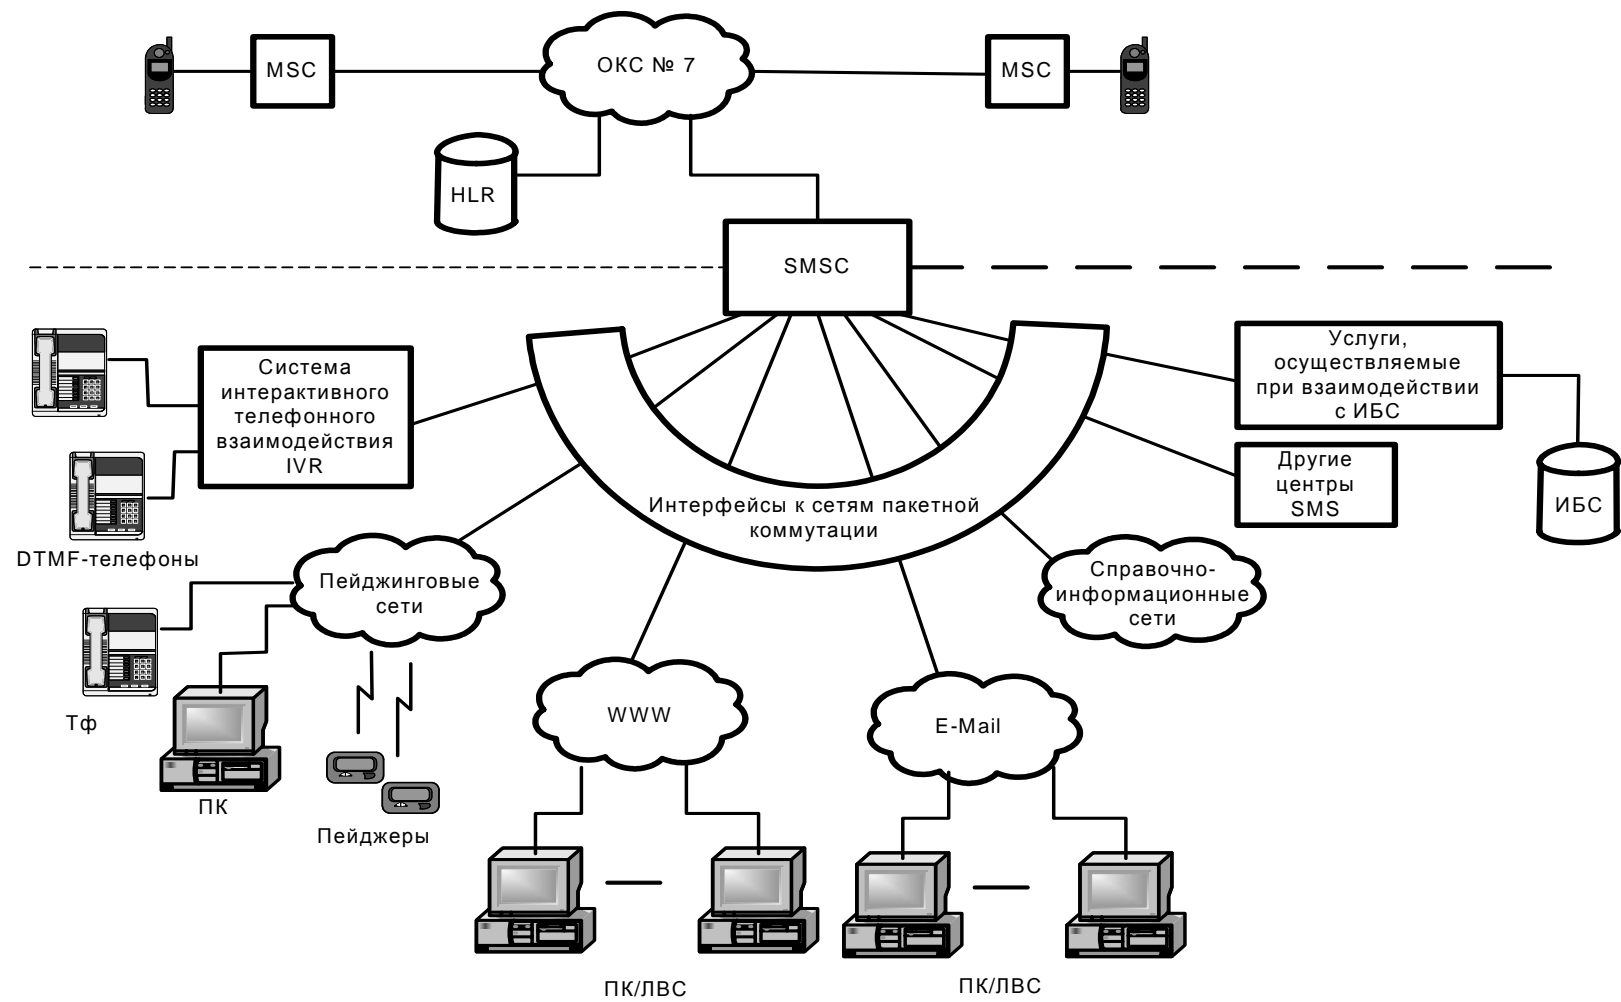 MSC
ОКС № 7
MSC
HLR
SMSC
Система
интерактивного
телефонного
взаимодействия
IVR
Услуги,
осуществляемые
при взаимодействии
с ИБС
Другие
центры
SMS
ИБС
Интерфейсы к сетям пакетной
коммутации
DTMF-телефоны
Пейджинговые
сети
Справочно-
информационные
сети
Тф
ПК
Пейджеры
WWW
E-Mail
ПК/ЛВС
ПК/ЛВС